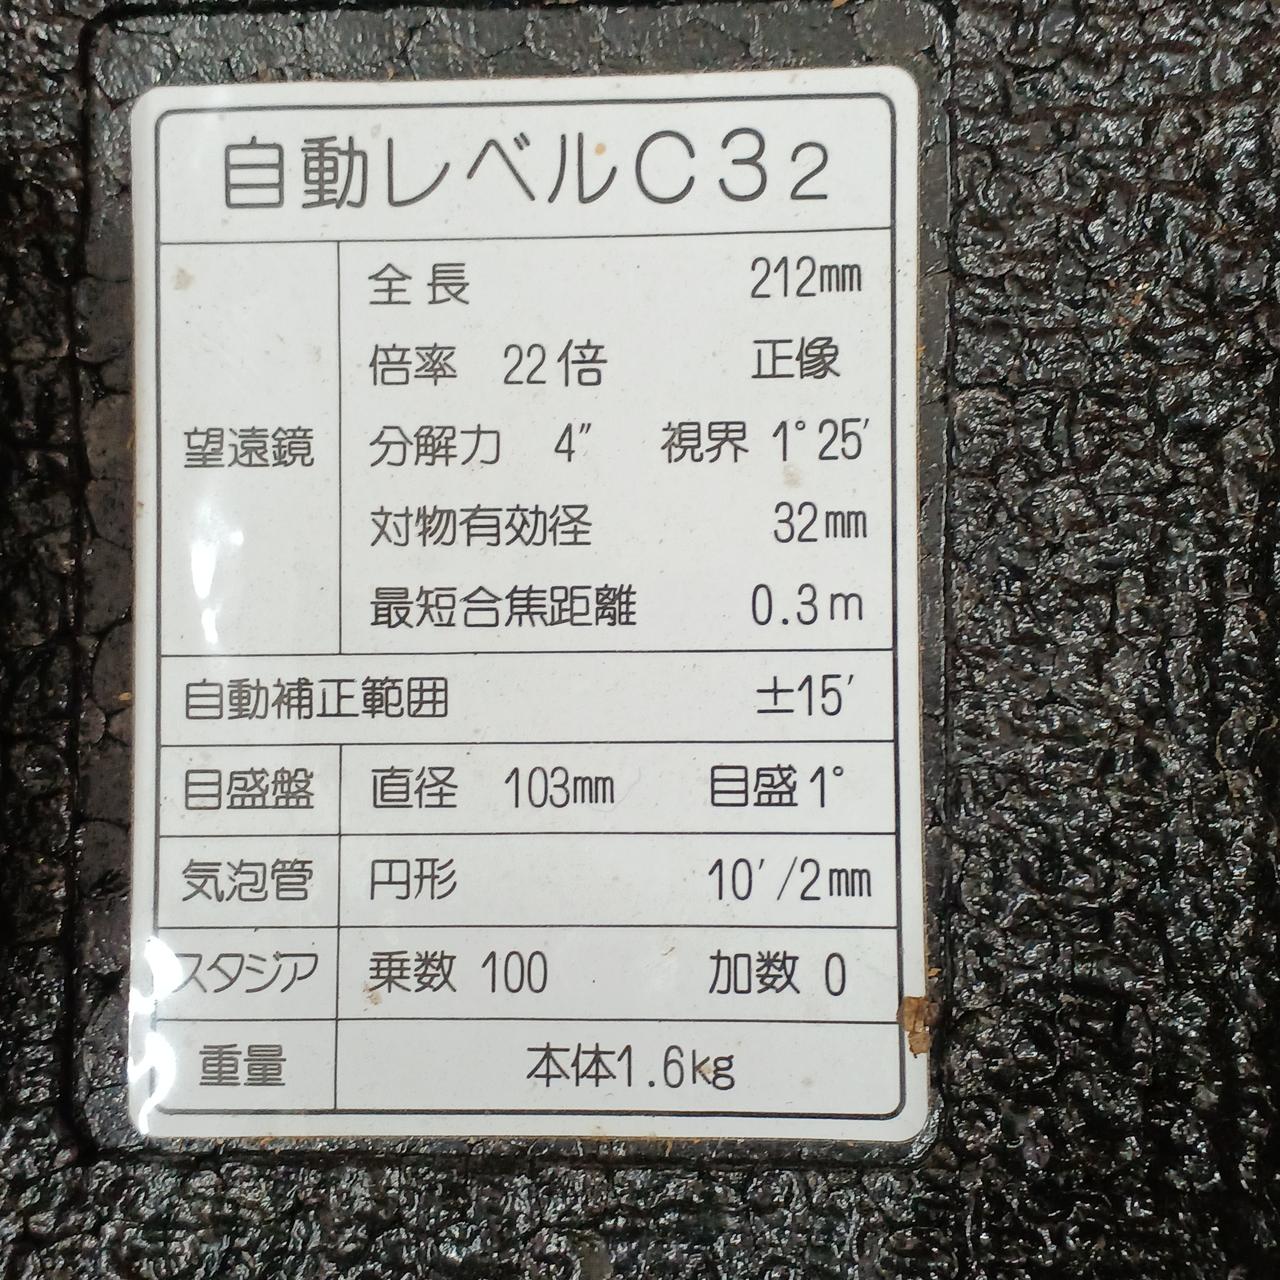 自動レベルC32
全長 212mm
倍率 22倍 正像
望遠鏡 分解力 4″ 視界 1°25′
対物有効径 32mm
最短合焦距離 0.3m
自動補正範囲 ±15′
目盛盤 直径 103mm 目盛1°
気泡管 円形 10′/2mm
スタジア 乗数 100 加数 0
重量 本体1.6kg